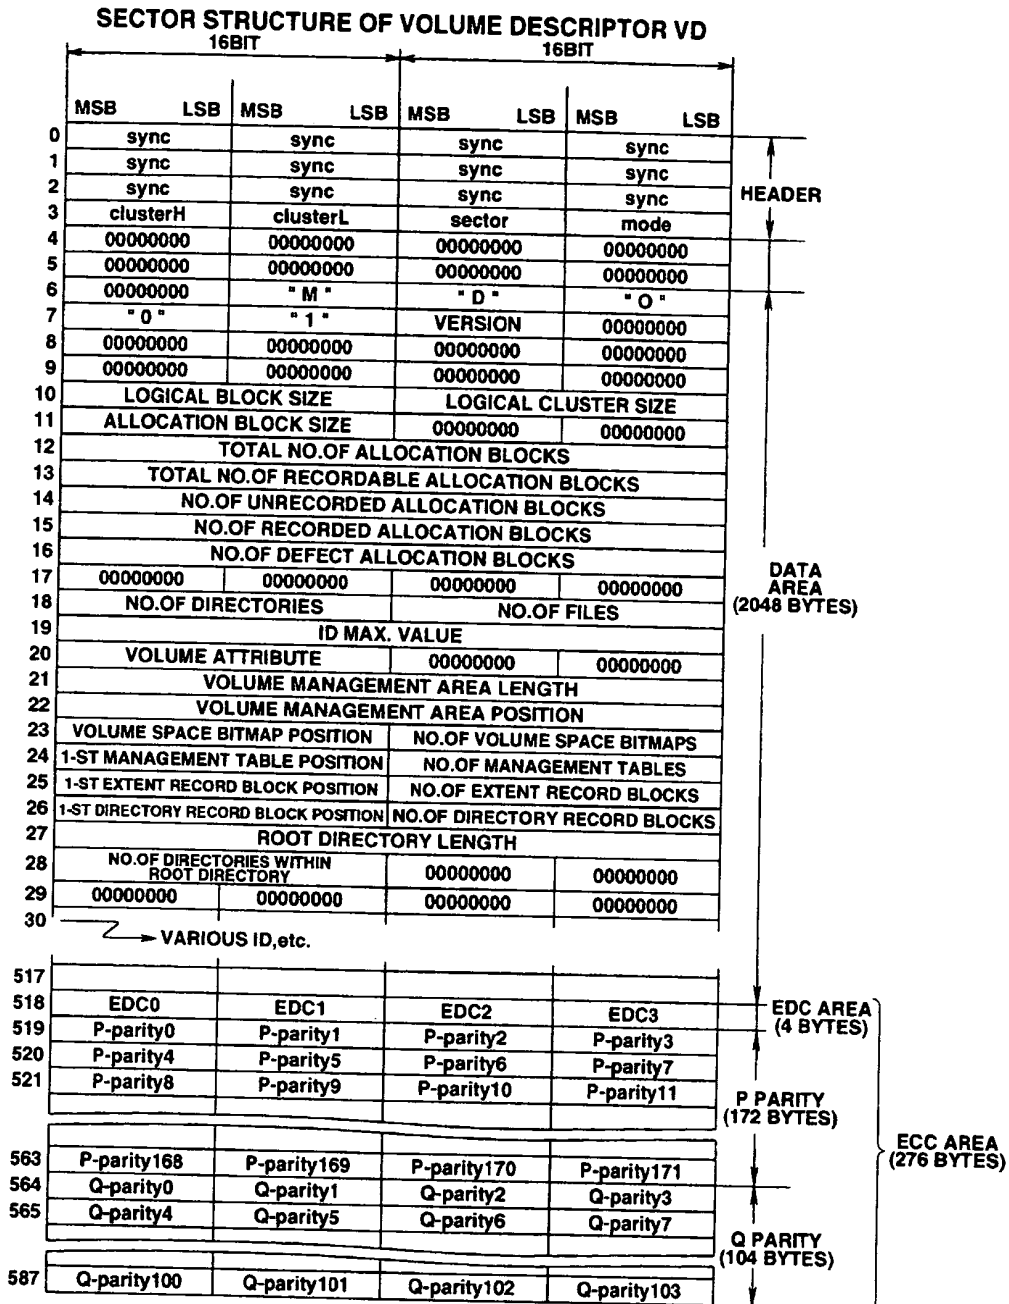 SECTOR STRUCTURE OF VOLUME DESCRIPTOR VD
16BIT 16BIT
MSB LSB MSB LSB MSB LSB MSB LSB
0 sync sync sync sync
1 sync sync sync sync
2 sync sync sync sync
HEADER
3 clusterH clusterL sector mode
4 00000000 00000000 00000000 00000000
5 00000000 00000000 00000000 00000000
6 00000000 "M" "D" "O"
7 "0" "1" VERSION 00000000
8 00000000 00000000 00000000 00000000
9 00000000 00000000 00000000 00000000
10 LOGICAL BLOCK SIZE LOGICAL CLUSTER SIZE
11 ALLOCATION BLOCK SIZE 00000000 00000000
12 TOTAL NO.OF ALLOCATION BLOCKS
13 TOTAL NO.OF RECORDABLE ALLOCATION BLOCKS
14 NO.OF UNRECORDED ALLOCATION BLOCKS
15 NO.OF RECORDED ALLOCATION BLOCKS
16 NO.OF DEFECT ALLOCATION BLOCKS
17 00000000 00000000 00000000 00000000
DATA
AREA
(2048 BYTES)
18 NO.OF DIRECTORIES NO.OF FILES
19 ID MAX. VALUE
20 VOLUME ATTRIBUTE 00000000 00000000
21 VOLUME MANAGEMENT AREA LENGTH
22 VOLUME MANAGEMENT AREA POSITION
23 VOLUME SPACE BITMAP POSITION NO.OF VOLUME SPACE BITMAPS
24 1-ST MANAGEMENT TABLE POSITION NO.OF MANAGEMENT TABLES
25 1-ST EXTENT RECORD BLOCK POSITION NO.OF EXTENT RECORD BLOCKS
26 1-ST DIRECTORY RECORD BLOCK POSITION NO.OF DIRECTORY RECORD BLOCKS
27 ROOT DIRECTORY LENGTH
28 NO.OF DIRECTORIES WITHIN
ROOT DIRECTORY 00000000 00000000
29 00000000 00000000 00000000 00000000
30
VARIOUS ID,etc.
517
518 EDC0 EDC1 EDC2 EDC3
EDC AREA
(4 BYTES)
519 P-parity0 P-parity1 P-parity2 P-parity3
520 P-parity4 P-parity5 P-parity6 P-parity7
521 P-parity8 P-parity9 P-parity10 P-parity11
P PARITY
(172 BYTES)
ECC AREA
(276 BYTES)
563 P-parity168 P-parity169 P-parity170 P-parity171
564 Q-parity0 Q-parity1 Q-parity2 Q-parity3
565 Q-parity4 Q-parity5 Q-parity6 Q-parity7
Q PARITY
(104 BYTES)
587 Q-parity100 Q-parity101 Q-parity102 Q-parity103